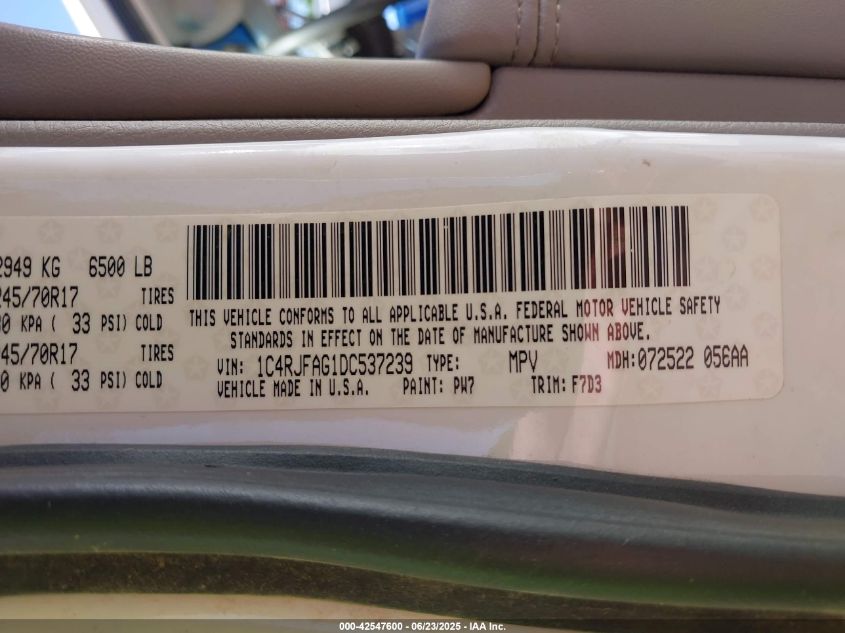 2949 KG 6500 LB
245/70R17 TIRES
30 KPA ( 33 PSI) COLD
245/70R17 TIRES
0 KPA ( 33 PSI) COLD
THIS VEHICLE CONFORMS TO ALL APPLICABLE U.S.A. FEDERAL MOTOR VEHICLE SAFETY
STANDARDS IN EFFECT ON THE DATE OF MANUFACTURE SHOWN ABOVE.
VIN: 1C4RJFAG1DC537239 TYPE: MPV MDH:072522 056AA
VEHICLE MADE IN U.S.A. PAINT: PW7 TRIM: F7D3
000-42547600 - 06/23/2025 - IAA Inc.